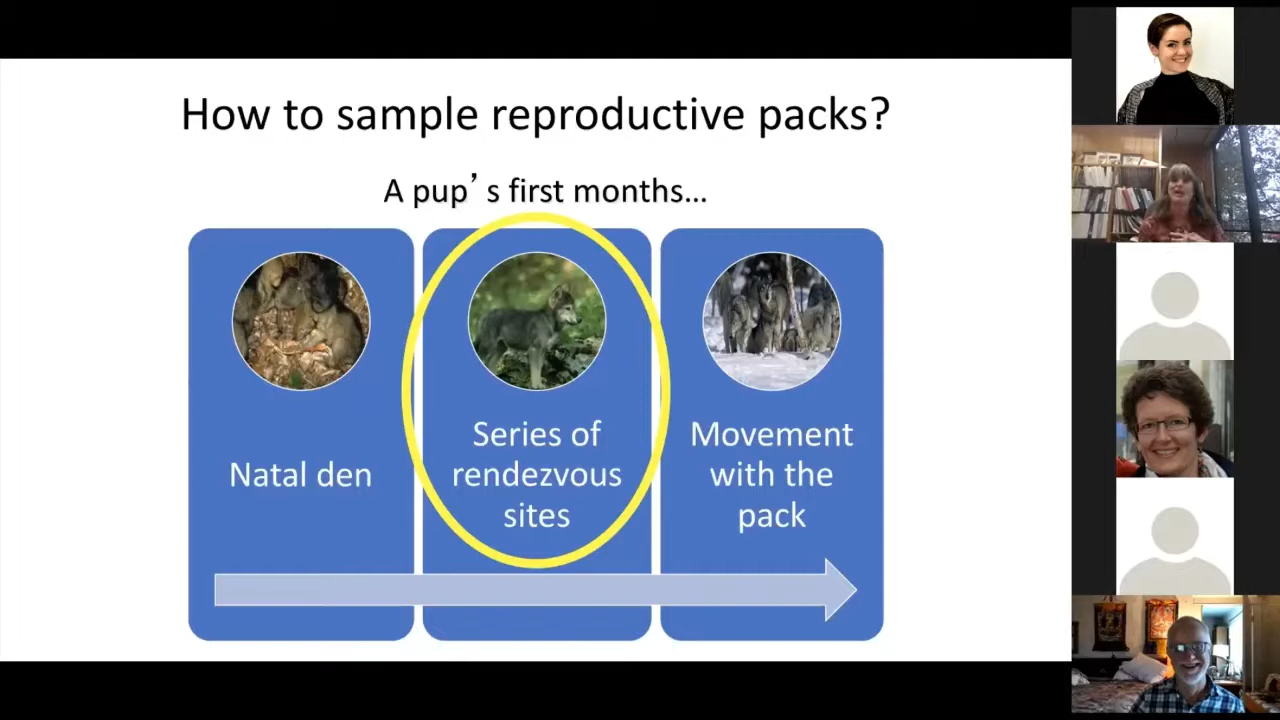 How to sample reproductive packs?
A pup’s first months...
Natal den
Series of
rendezvous
sites
Movement
with the
pack